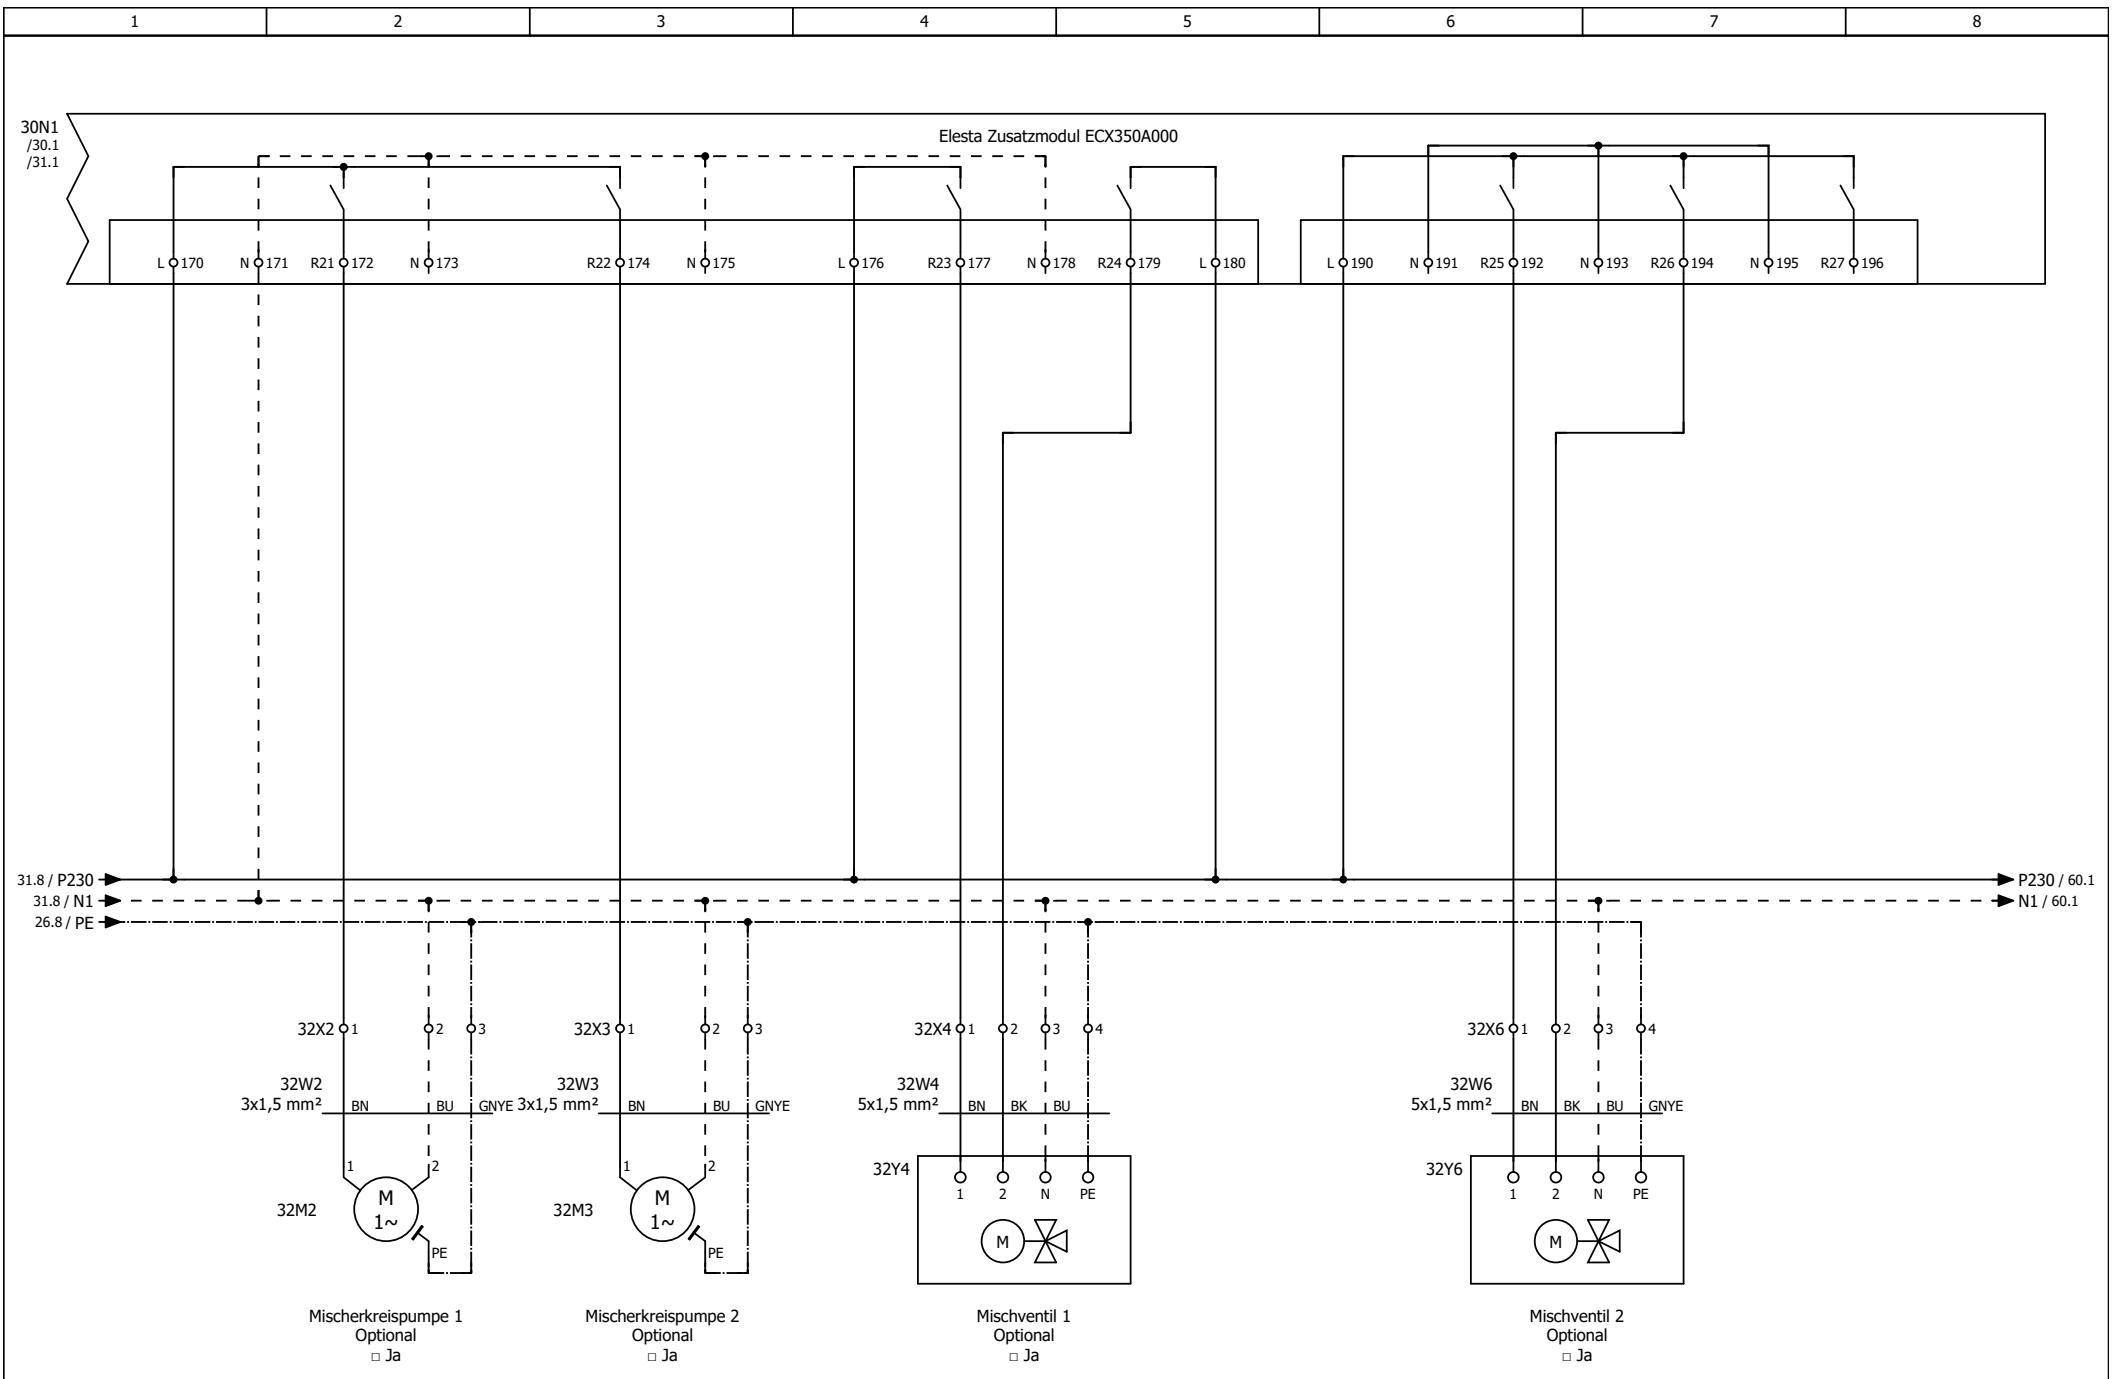 1 2 3 4 5 6 7 8
30N1
/30.1
/31.1
Elesta Zusatzmodul ECX350A000
L 170 N 171 R21 172 N 173 R22 174 N 175 L 176 R23 177 N 178 R24 179 L 180 L 190 N 191 R25 192 N 193 R26 194 N 195 R27 196
31.8 / P230 P230 / 60.1
31.8 / N1 N1 / 60.1
26.8 / PE
32X2 1 2 3 32X3 1 2 3 32X4 1 2 3 4 32X6 1 2 3 4
32W2 32W3 32W4 32W6
3x1,5 mm² BN BU GNYE 3x1,5 mm² BN BU GNYE 5x1,5 mm² BN BK BU 5x1,5 mm² BN BK BU GNYE
1 2 1 2 32Y4 32Y6
M M 1 2 N PE 1 2 N PE
32M2 1~ 32M3 1~
PE PE M M
Mischerkreispumpe 1 Mischerkreispumpe 2 Mischventil 1 Mischventil 2
Optional Optional Optional Optional
□ Ja □ Ja □ Ja □ Ja